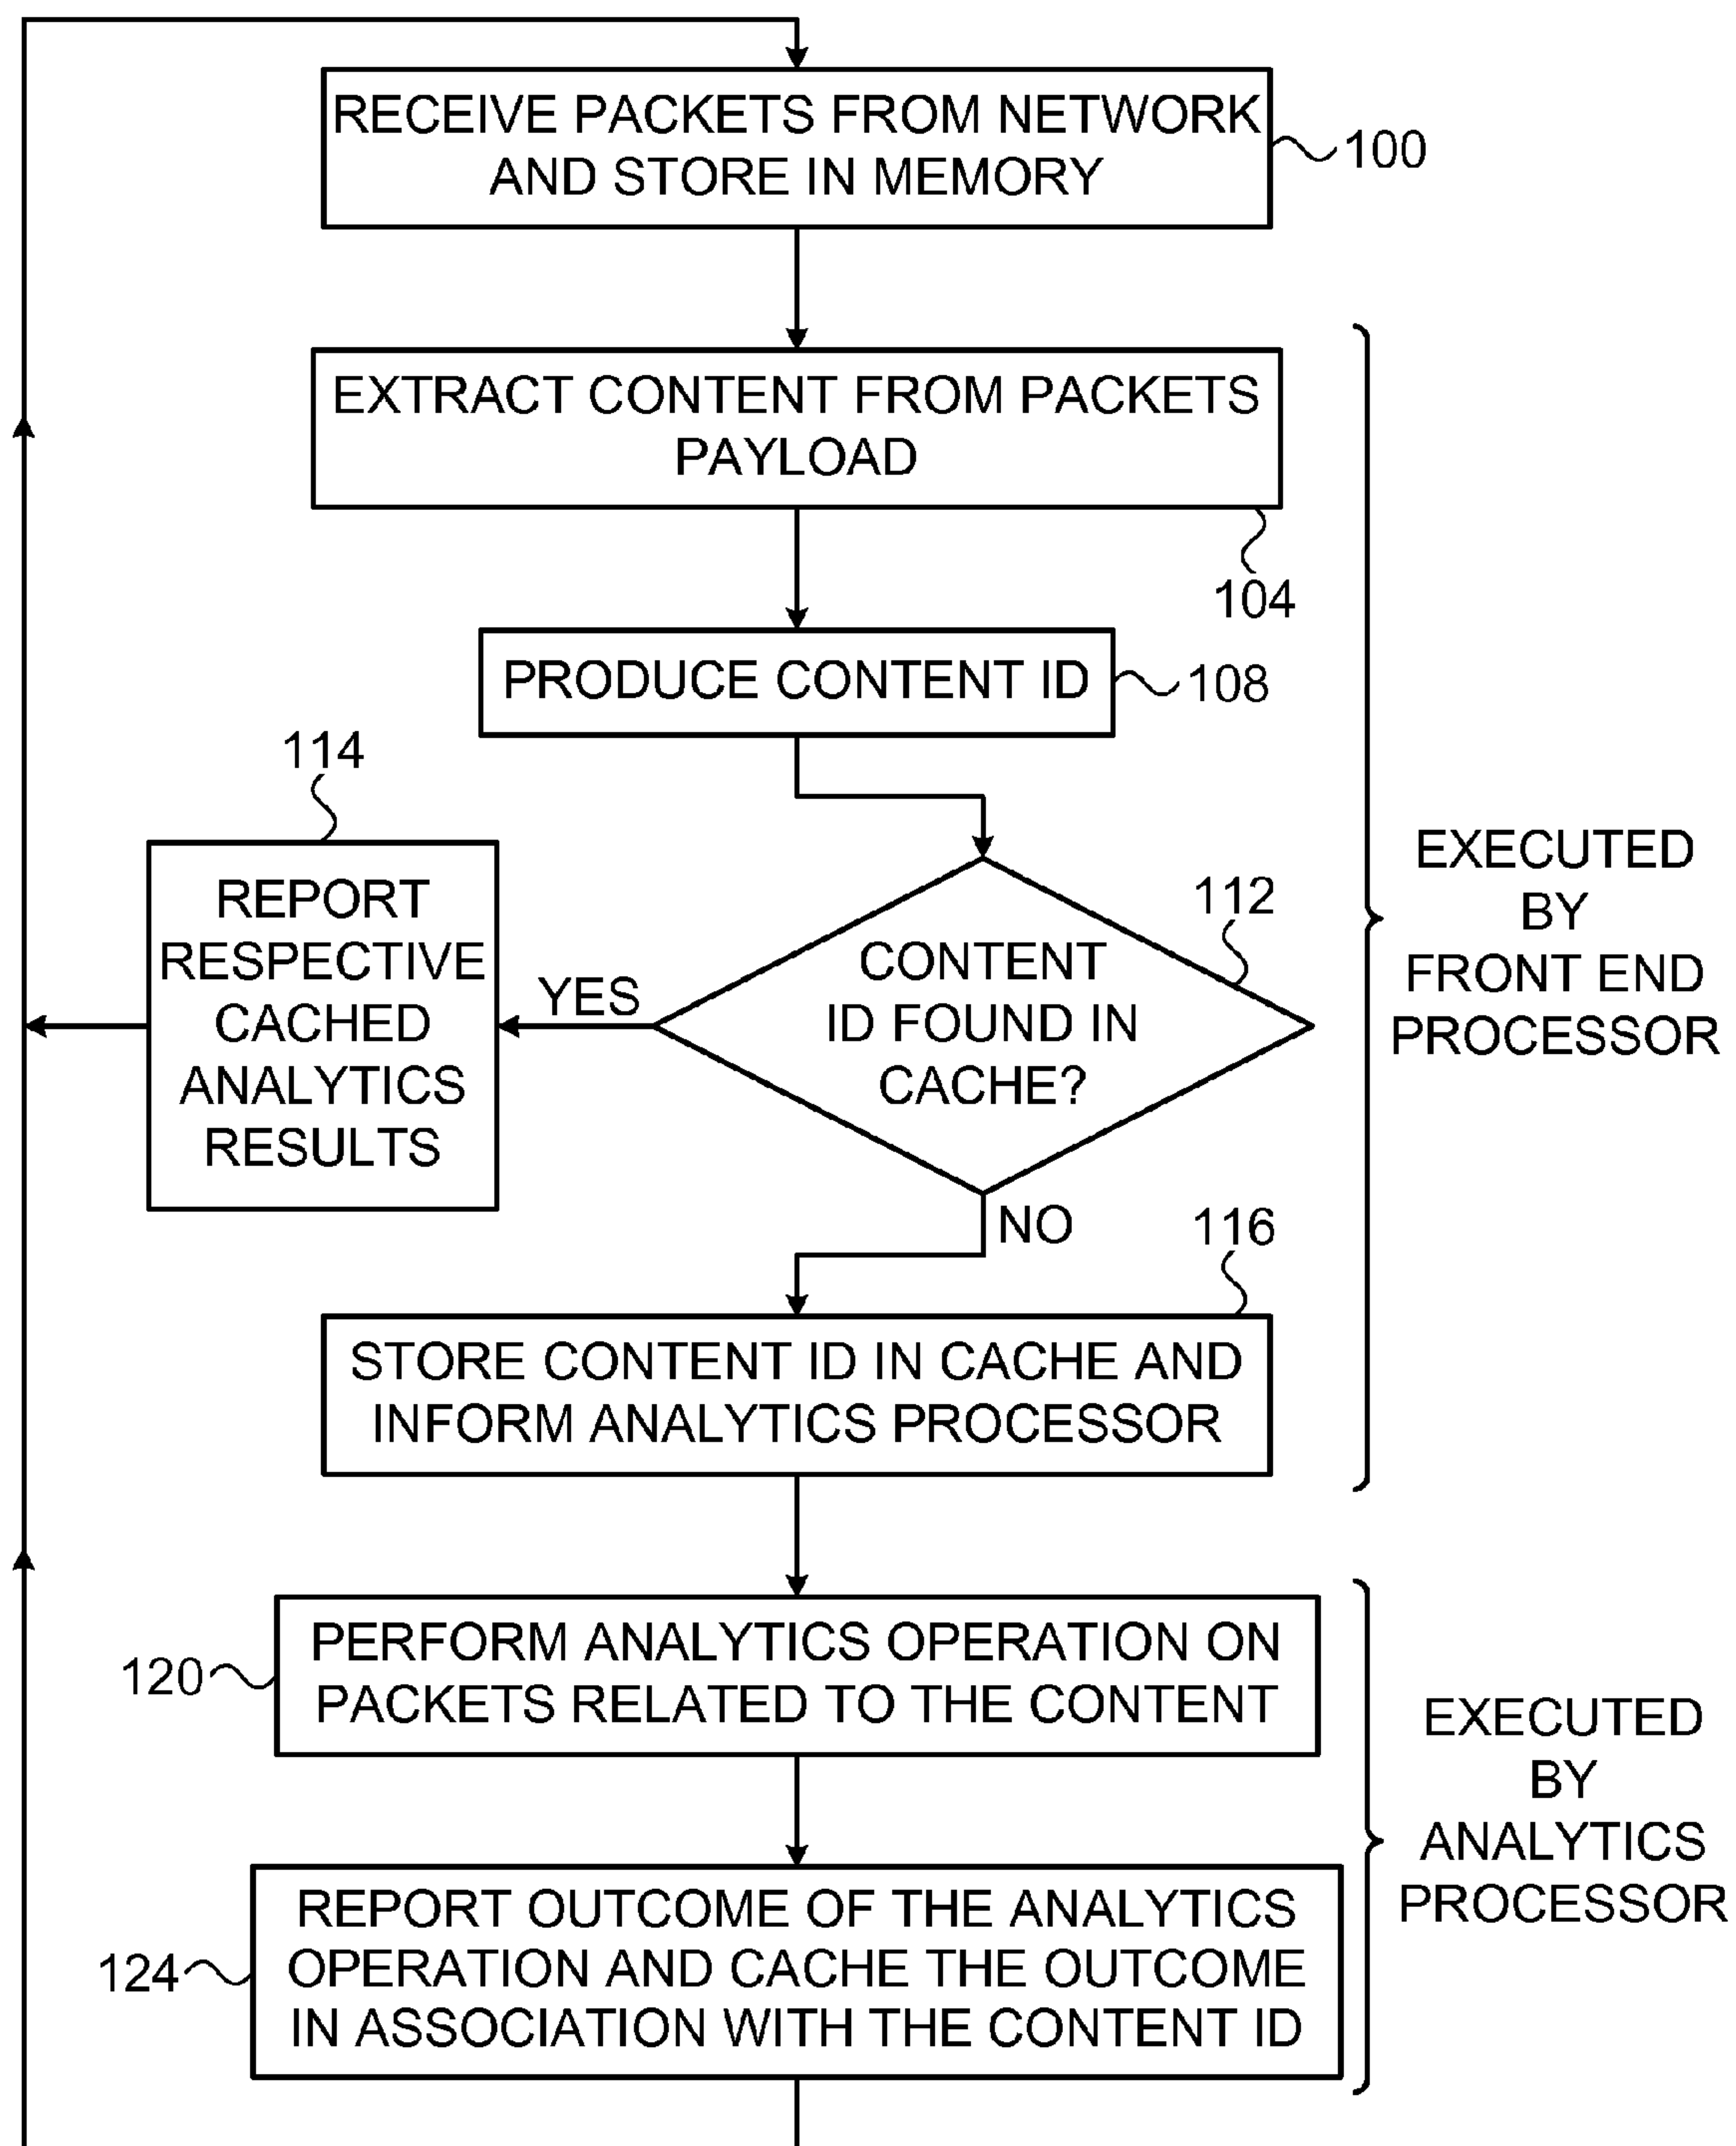 RECEIVE PACKETS FROM NETWORK
AND STORE IN MEMORY
100
EXTRACT CONTENT FROM PACKETS
PAYLOAD
104
PRODUCE CONTENT ID
108
114
REPORT
RESPECTIVE
CACHED
ANALYTICS
RESULTS
YES
112
CONTENT
ID FOUND IN
CACHE?
NO
EXECUTED
BY
FRONT END
PROCESSOR
116
STORE CONTENT ID IN CACHE AND
INFORM ANALYTICS PROCESSOR
120
PERFORM ANALYTICS OPERATION ON
PACKETS RELATED TO THE CONTENT
EXECUTED
BY
ANALYTICS
PROCESSOR
124
REPORT OUTCOME OF THE ANALYTICS
OPERATION AND CACHE THE OUTCOME
IN ASSOCIATION WITH THE CONTENT ID